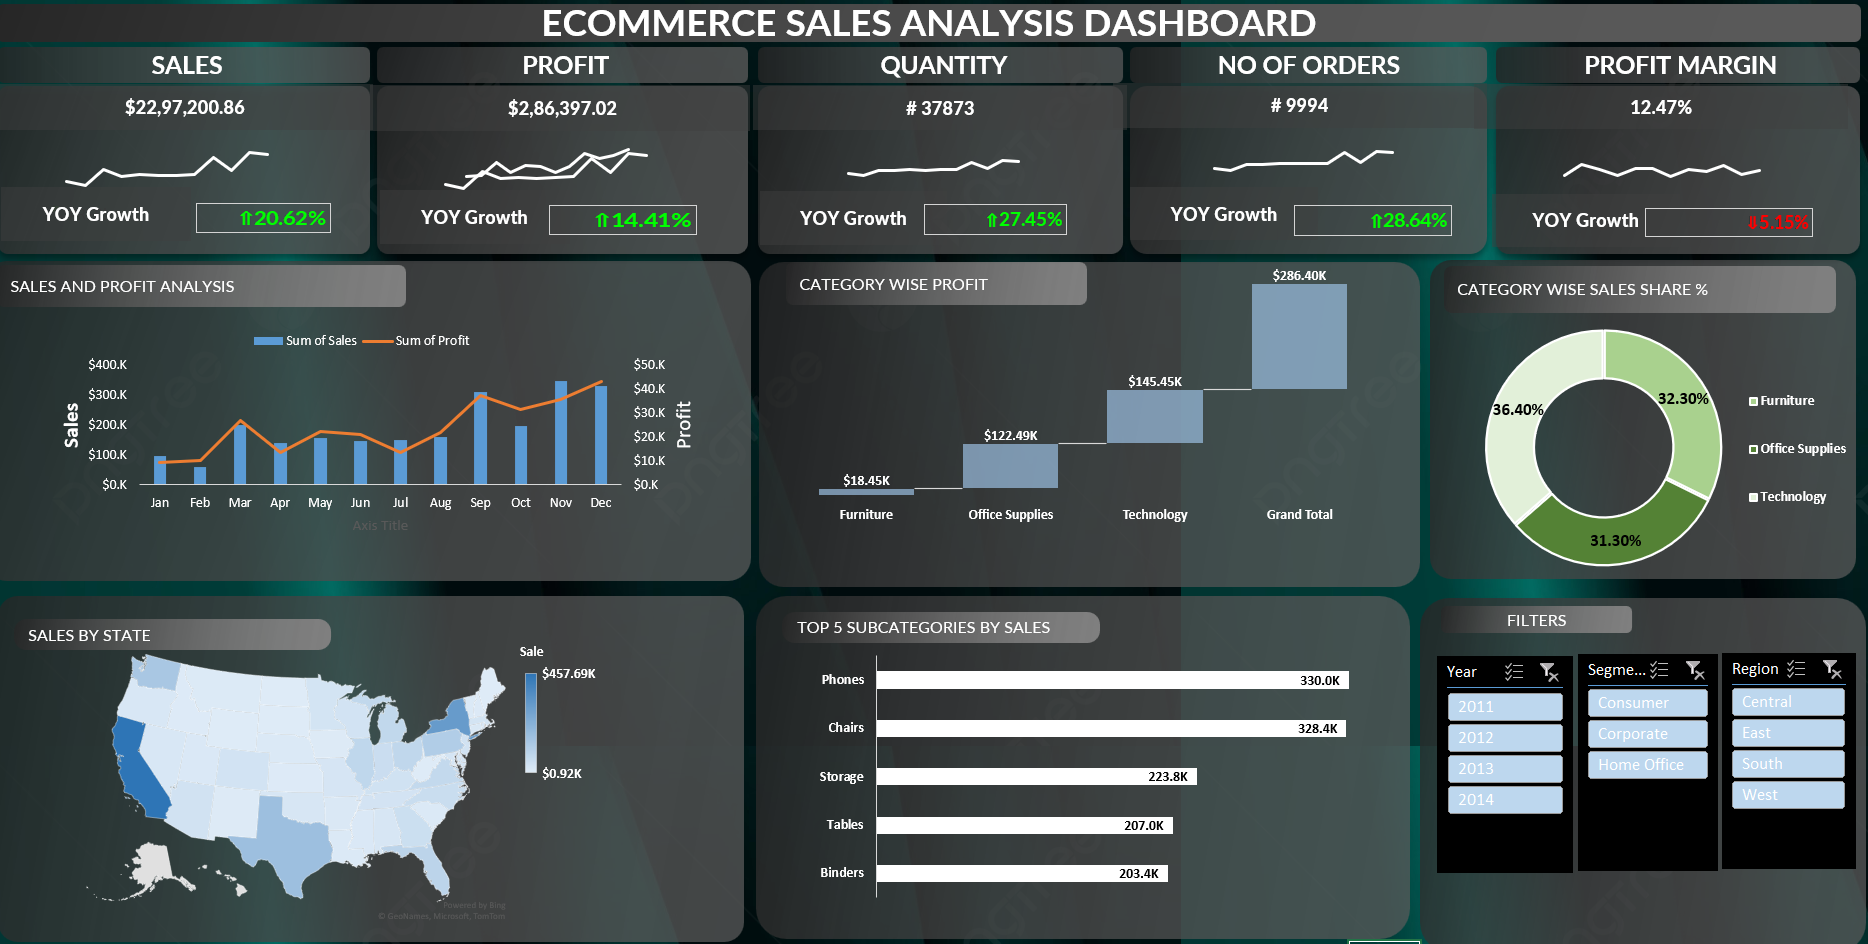 ECOMMERCE SALES ANALYSIS DASHBOARD
SALES
$22,97,200.86
YOY Growth
⇑20.62%
PROFIT
$2,86,397.02
YOY Growth
⇑14.41%
QUANTITY
# 37873
YOY Growth
⇑27.45%
NO OF ORDERS
# 9994
YOY Growth
⇑28.64%
PROFIT MARGIN
12.47%
YOY Growth
⇓5.15%
SALES AND PROFIT ANALYSIS
Sum of Sales
Sum of Profit
Sales
$400.K
$300.K
$200.K
$100.K
$0.K
$50.K
$40.K
$30.K
$20.K
$10.K
$0.K
Profit
Jan Feb Mar Apr May Jun Jul Aug Sep Oct Nov Dec
Axis Title
CATEGORY WISE PROFIT
$18.45K
$122.49K
$145.45K
$286.40K
Furniture
Office Supplies
Technology
Grand Total
CATEGORY WISE SALES SHARE %
36.40%
32.30%
31.30%
Furniture
Office Supplies
Technology
SALES BY STATE
Sale
$457.69K
$0.92K
Powered by Bing
© GeoNames, Microsoft, TomTom
TOP 5 SUBCATEGORIES BY SALES
Phones 330.0K
Chairs 328.4K
Storage 223.8K
Tables 207.0K
Binders 203.4K
FILTERS
Year
2011
2012
2013
2014
Segme...
Consumer
Corporate
Home Office
Region
Central
East
South
West
pngtree